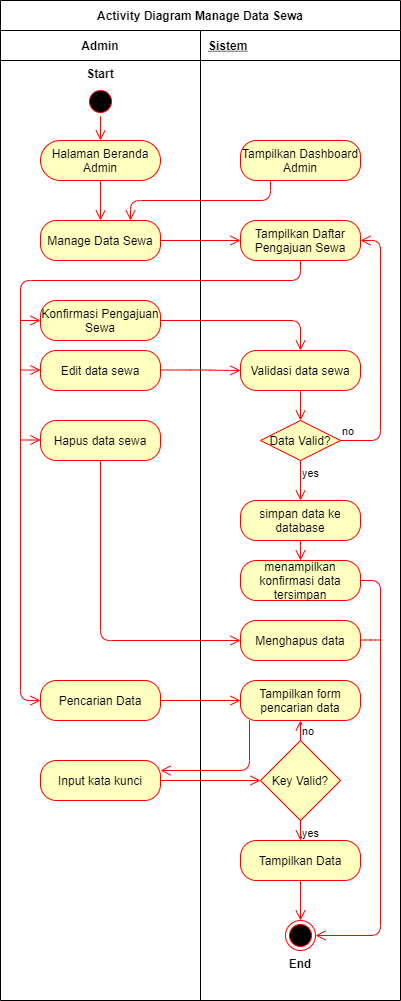 Activity Diagram Manage Data Sewa
Admin
Sistem
Start
Halaman Beranda
Admin
Tampilkan Dashboard
Admin
Manage Data Sewa
Tampilkan Daftar
Pengajuan Sewa
Konfirmasi Pengajuan
Sewa
Edit data sewa
Validasi data sewa
Hapus data sewa
Data Valid?
no
yes
simpan data ke
database
menampilkan
konfirmasi data
tersimpan
Menghapus data
Pencarian Data
Tampilkan form
pencarian data
no
Input kata kunci
Key Valid?
yes
Tampilkan Data
End